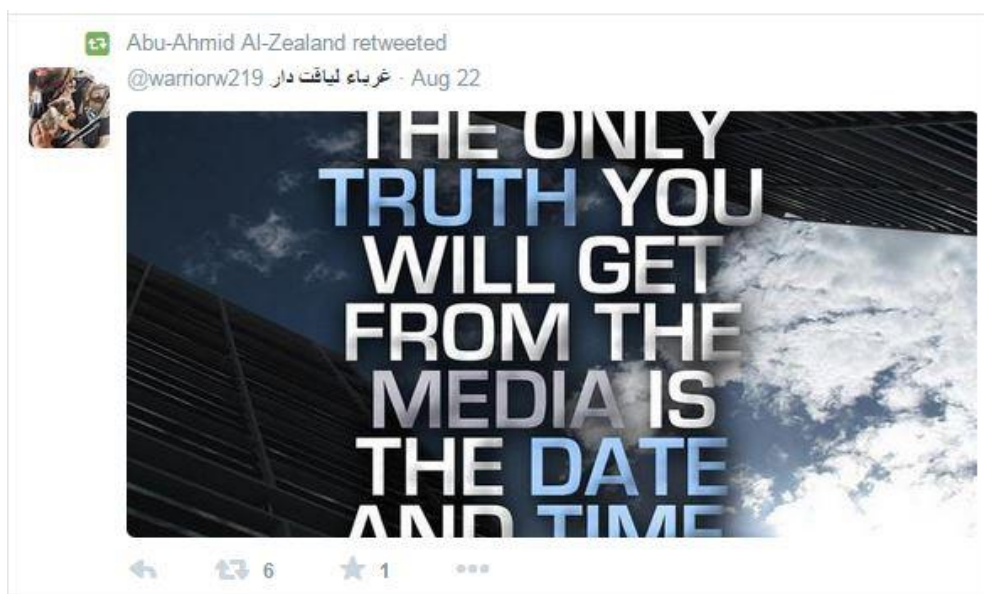 Abu-Ahmid Al-Zealand retweeted
@warriorw219 غرباء لياقت دار · Aug 22
THE ONLY
TRUTH YOU
WILL GET
FROM THE
MEDIA IS
THE DATE
AND TIME
6 1